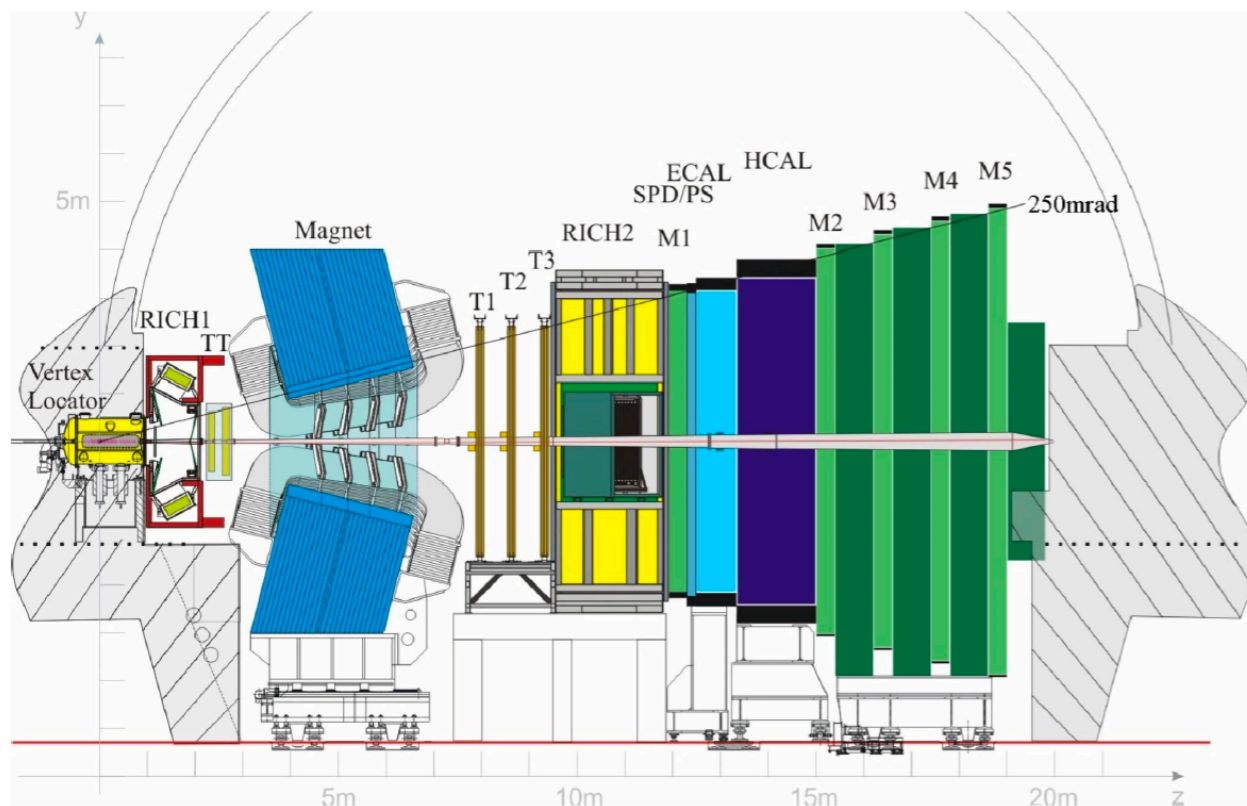 y
5m
HCAL
ECAL
SPD/PS
M5
M4
M3
M2
250mrad
Magnet
RICH2
M1
T3
T2
T1
RICH1
TT
Vertex
Locator
5m
10m
15m
20m
z